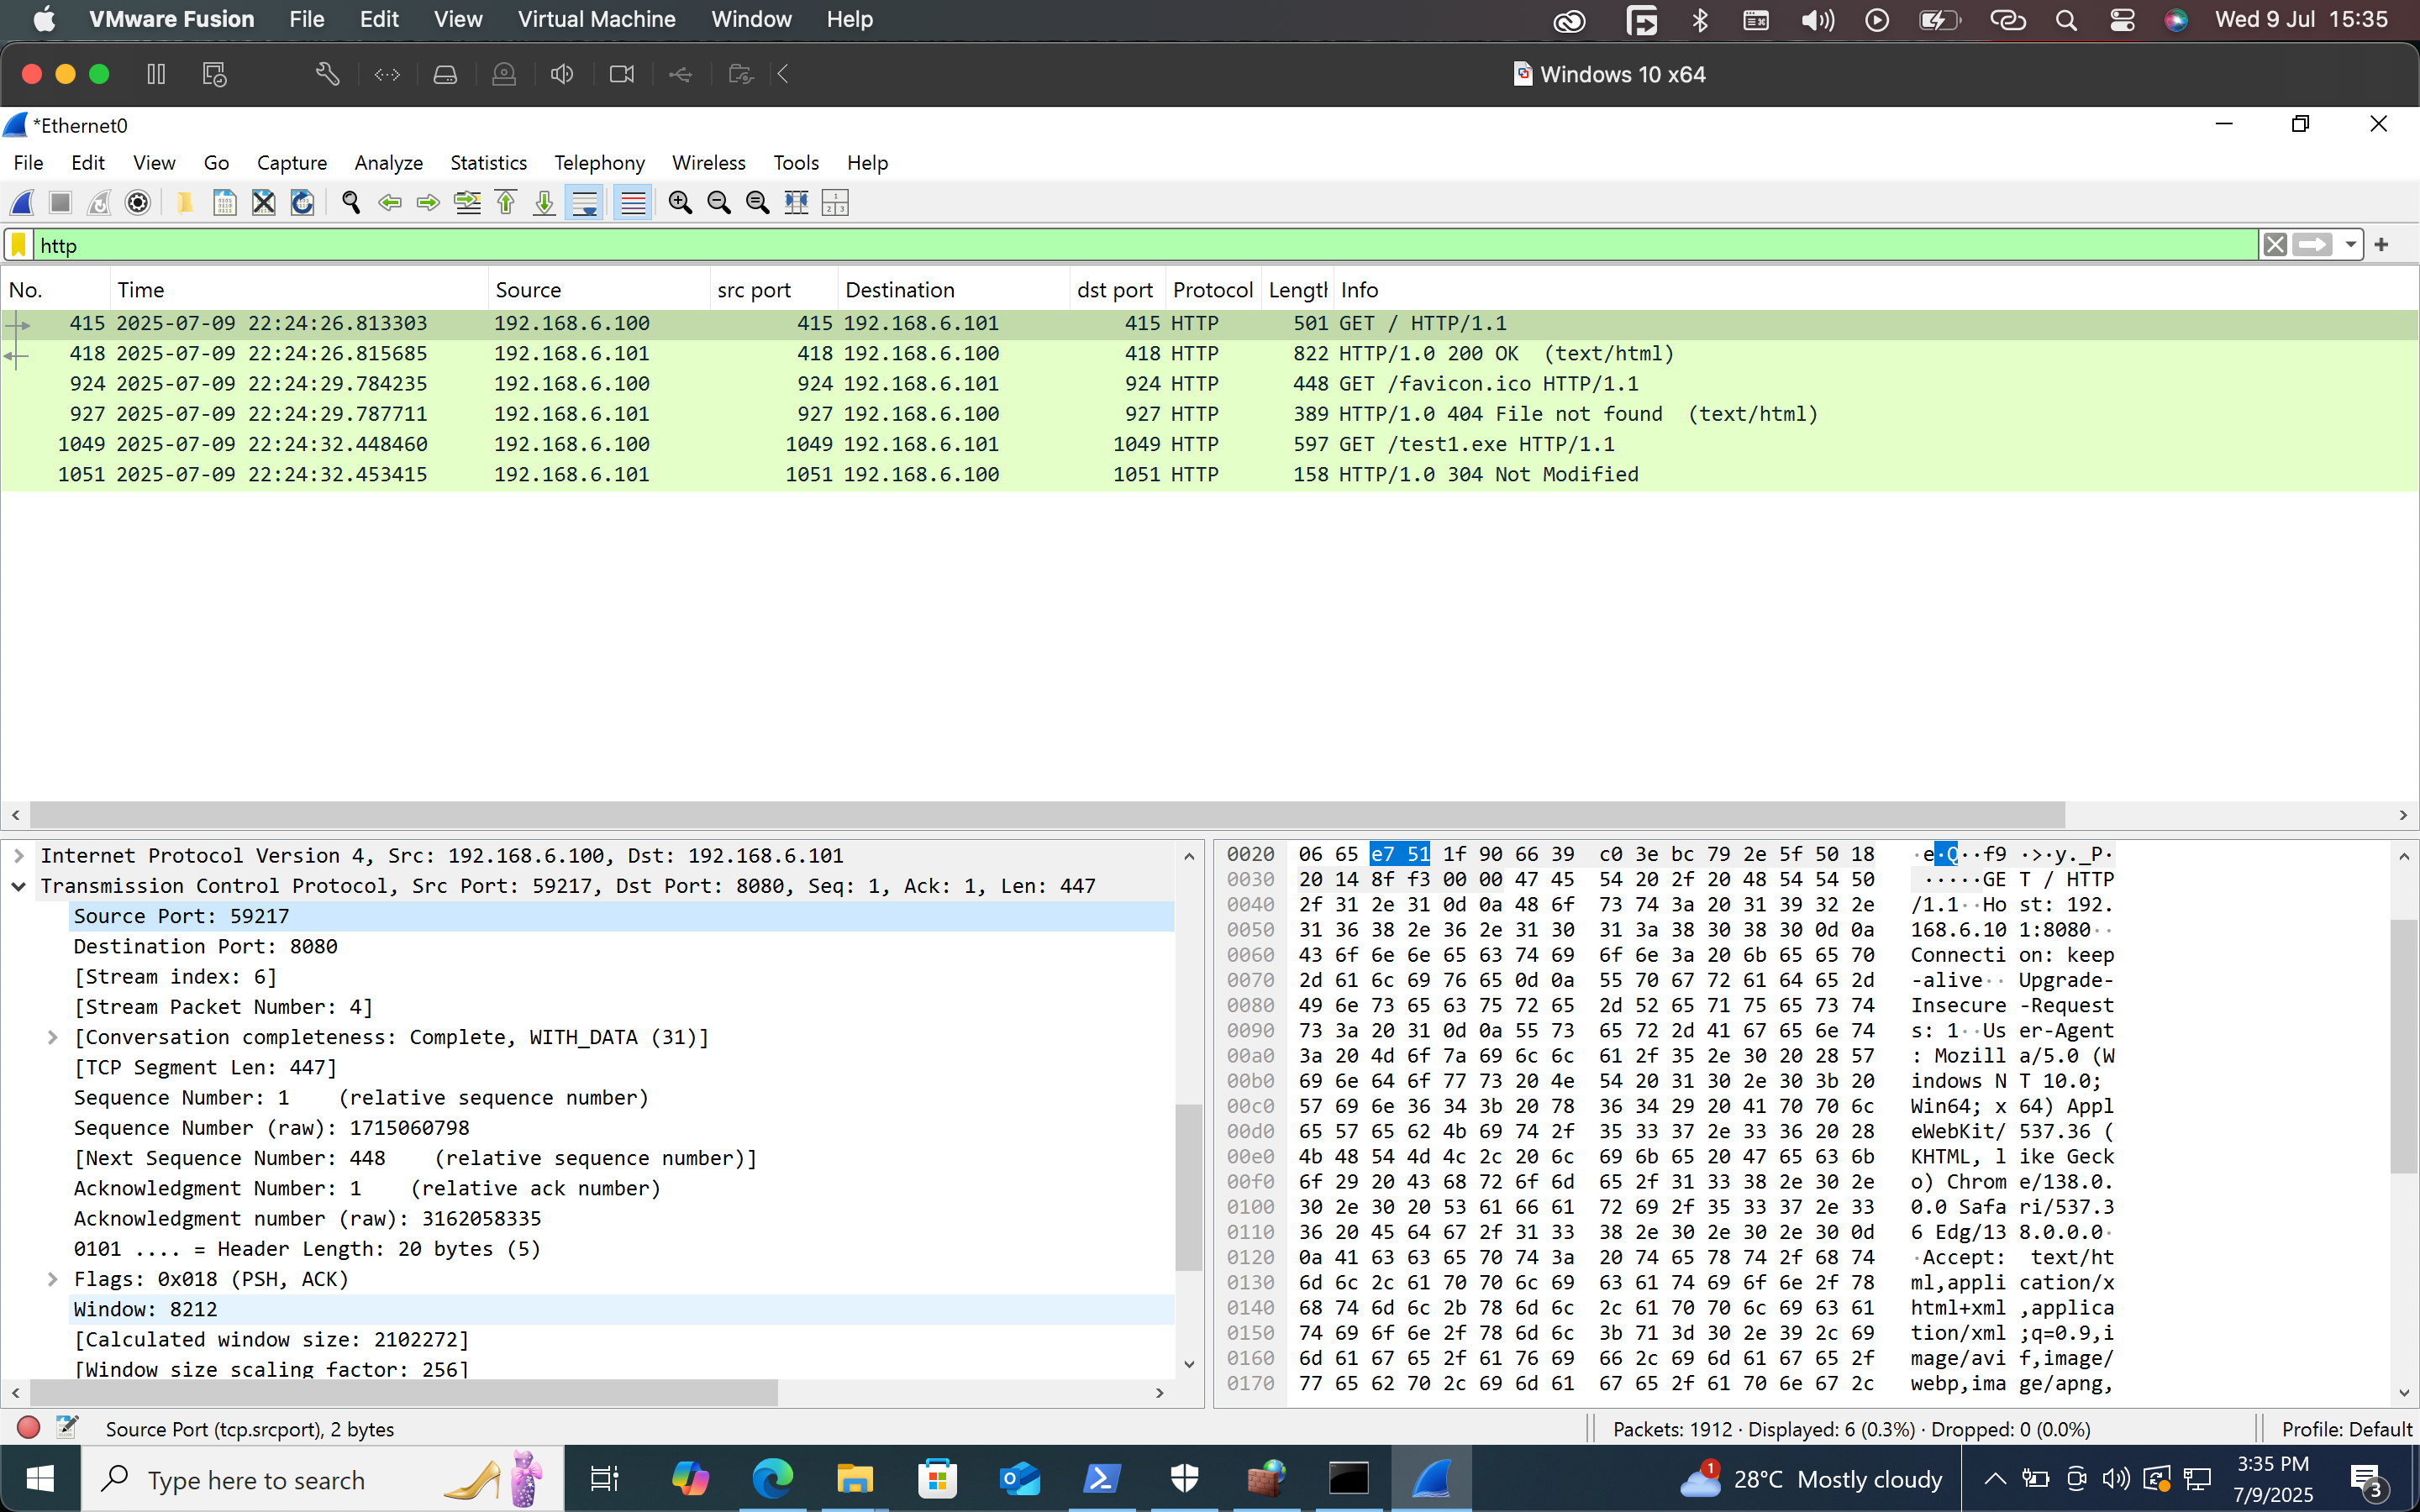 VMware Fusion File Edit View Virtual Machine Window Help Wed 9 Jul 15:35
Windows 10 x64
*Ethernet0
File Edit View Go Capture Analyze Statistics Telephony Wireless Tools Help
http
No. Time Source src port Destination dst port Protocol Length Info
415 2025-07-09 22:24:26.813303 192.168.6.100 415 192.168.6.101 415 HTTP 501 GET / HTTP/1.1
418 2025-07-09 22:24:26.815685 192.168.6.101 418 192.168.6.100 418 HTTP 822 HTTP/1.0 200 OK (text/html)
924 2025-07-09 22:24:29.784235 192.168.6.100 924 192.168.6.101 924 HTTP 448 GET /favicon.ico HTTP/1.1
927 2025-07-09 22:24:29.787711 192.168.6.101 927 192.168.6.100 927 HTTP 389 HTTP/1.0 404 File not found (text/html)
1049 2025-07-09 22:24:32.448460 192.168.6.100 1049 192.168.6.101 1049 HTTP 597 GET /test1.exe HTTP/1.1
1051 2025-07-09 22:24:32.453415 192.168.6.101 1051 192.168.6.100 1051 HTTP 158 HTTP/1.0 304 Not Modified
Internet Protocol Version 4, Src: 192.168.6.100, Dst: 192.168.6.101
Transmission Control Protocol, Src Port: 59217, Dst Port: 8080, Seq: 1, Ack: 1, Len: 447
Source Port: 59217
Destination Port: 8080
[Stream index: 6]
[Stream Packet Number: 4]
[Conversation completeness: Complete, WITH_DATA (31)]
[TCP Segment Len: 447]
Sequence Number: 1 (relative sequence number)
Sequence Number (raw): 1715060798
[Next Sequence Number: 448 (relative sequence number)]
Acknowledgment Number: 1 (relative ack number)
Acknowledgment number (raw): 3162058335
0101 .... = Header Length: 20 bytes (5)
Flags: 0x018 (PSH, ACK)
Window: 8212
[Calculated window size: 2102272]
[Window size scaling factor: 256]
0020 06 65 e7 51 1f 90 66 39 c0 3e bc 79 2e 5f 50 18 ·e·Q··f9 ·>·y._P·
0030 20 14 8f f3 00 00 47 45 54 20 2f 20 48 54 54 50 ·····GE T / HTTP
0040 2f 31 2e 31 0d 0a 48 6f 73 74 3a 20 31 39 32 2e /1.1··Ho st: 192.
0050 31 36 38 2e 36 2e 31 30 31 3a 38 30 38 30 0d 0a 168.6.10 1:8080··
0060 43 6f 6e 6e 65 63 74 69 6f 6e 3a 20 6b 65 65 70 Connecti on: keep
0070 2d 61 6c 69 76 65 0d 0a 55 70 67 72 61 64 65 2d -alive·· Upgrade-
0080 49 6e 73 65 63 75 72 65 2d 52 65 71 75 65 73 74 Insecure -Request
0090 73 3a 20 31 0d 0a 55 73 65 72 2d 41 67 65 6e 74 s: 1··Us er-Agent
00a0 3a 20 4d 6f 7a 69 6c 6c 61 2f 35 2e 30 20 28 57 : Mozill a/5.0 (W
00b0 69 6e 64 6f 77 73 20 4e 54 20 31 30 2e 30 3b 20 indows N T 10.0;
00c0 57 69 6e 36 34 3b 20 78 36 34 29 20 41 70 70 6c Win64; x 64) Appl
00d0 65 57 65 62 4b 69 74 2f 35 33 37 2e 33 36 20 28 eWebKit/ 537.36 (
00e0 4b 48 54 4d 4c 2c 20 6c 69 6b 65 20 47 65 63 6b KHTML, l ike Geck
00f0 6f 29 20 43 68 72 6f 6d 65 2f 31 33 38 2e 30 2e o) Chrom e/138.0.
0100 30 2e 30 20 53 61 66 61 72 69 2f 35 33 37 2e 33 0.0 Safa ri/537.3
0110 36 20 45 64 67 2f 31 33 38 2e 30 2e 30 2e 30 0d 6 Edg/13 8.0.0.0·
0120 0a 41 63 63 65 70 74 3a 20 74 65 78 74 2f 68 74 ·Accept: text/ht
0130 6d 6c 2c 61 70 70 6c 69 63 61 74 69 6f 6e 2f 78 ml,appli cation/x
0140 68 74 6d 6c 2b 78 6d 6c 2c 61 70 70 6c 69 63 61 html+xml ,applica
0150 74 69 6f 6e 2f 78 6d 6c 3b 71 3d 30 2e 39 2c 69 tion/xml ;q=0.9,i
0160 6d 61 67 65 2f 61 76 69 66 2c 69 6d 61 67 65 2f mage/avi f,image/
0170 77 65 62 70 2c 69 6d 61 67 65 2f 61 70 6e 67 2c webp,ima ge/apng,
Source Port (tcp.srcport), 2 bytes Packets: 1912 · Displayed: 6 (0.3%) · Dropped: 0 (0.0%) Profile: Default
Type here to search 1 28°C Mostly cloudy 3:35 PM 3
7/9/2025